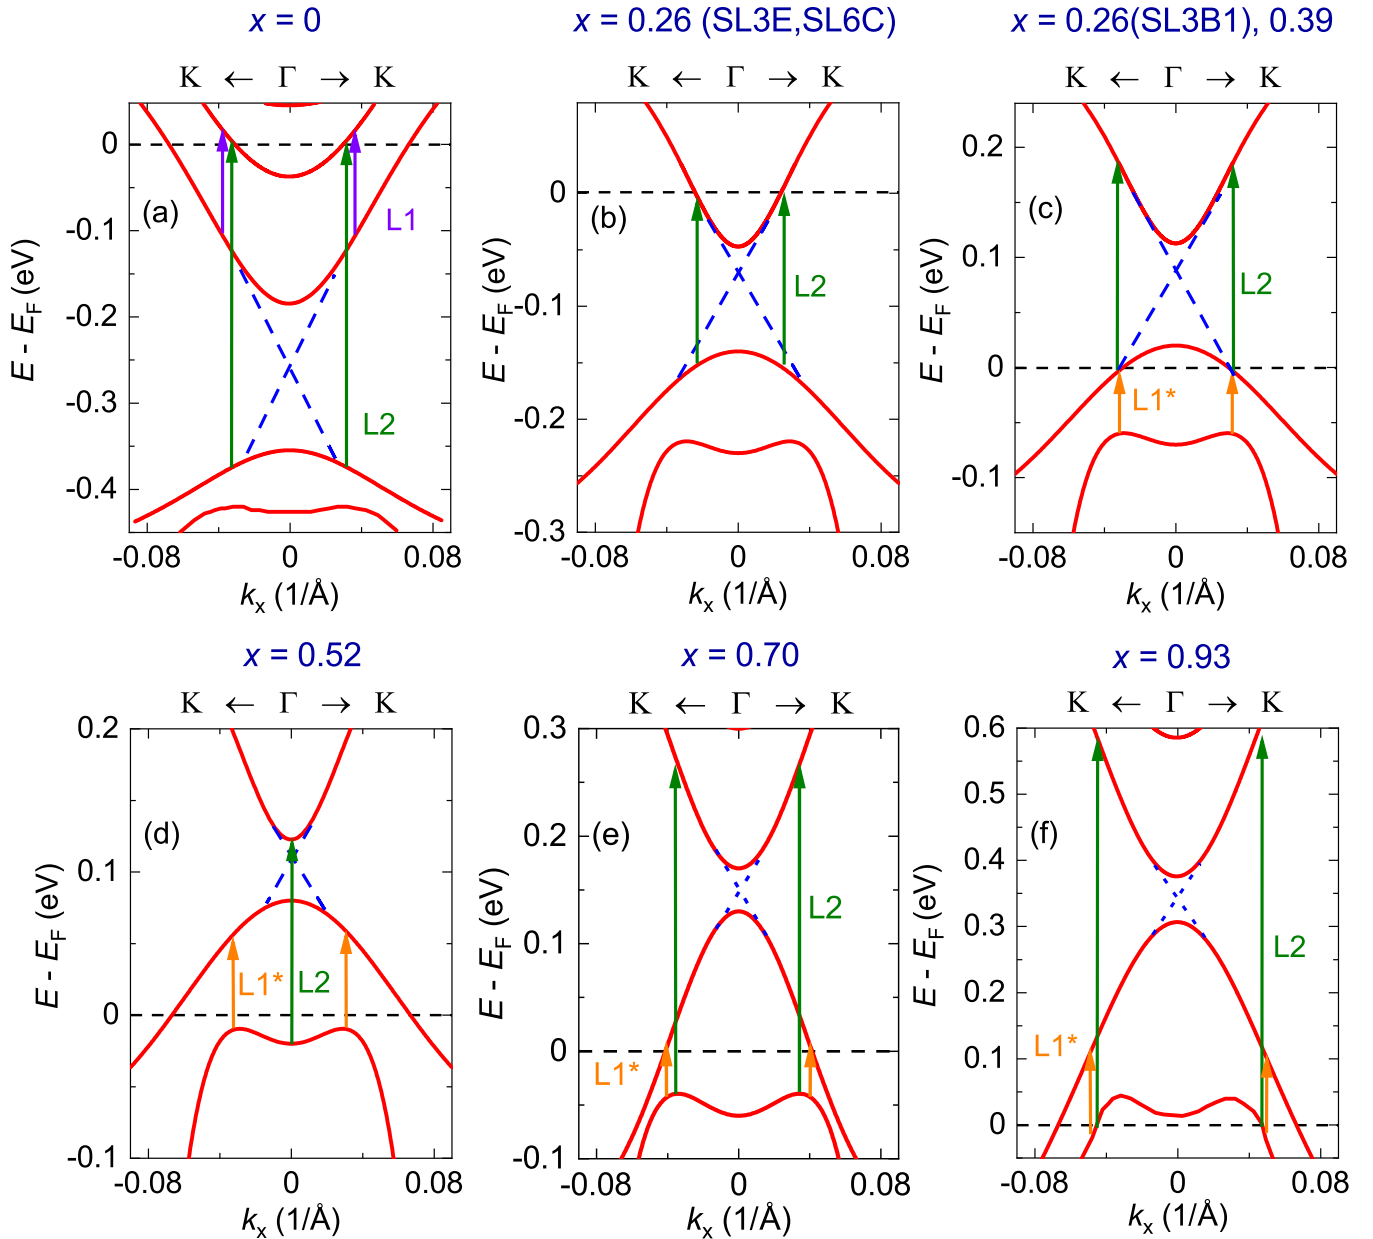 x = 0
x = 0.26 (SL3E,SL6C)
x = 0.26(SL3B1), 0.39
K ← Γ → K
K ← Γ → K
K ← Γ → K
0
-0.1
-0.2
-0.3
-0.4
E - EF (eV)
(a)
L1
L2
-0.08 0 0.08
kx (1/Å)
0
-0.1
-0.2
-0.3
E - EF (eV)
(b)
L2
-0.08 0 0.08
kx (1/Å)
0.2
0.1
0
-0.1
E - EF (eV)
(c)
L2
L1*
-0.08 0 0.08
kx (1/Å)
x = 0.52
x = 0.70
x = 0.93
K ← Γ → K
K ← Γ → K
K ← Γ → K
0.2
0.1
0
-0.1
E - EF (eV)
(d)
L1*
L2
-0.08 0 0.08
kx (1/Å)
0.3
0.2
0.1
0
-0.1
E - EF (eV)
(e)
L2
L1*
-0.08 0 0.08
kx (1/Å)
0.6
0.5
0.4
0.3
0.2
0.1
0
E - EF (eV)
(f)
L2
L1*
-0.08 0 0.08
kx (1/Å)